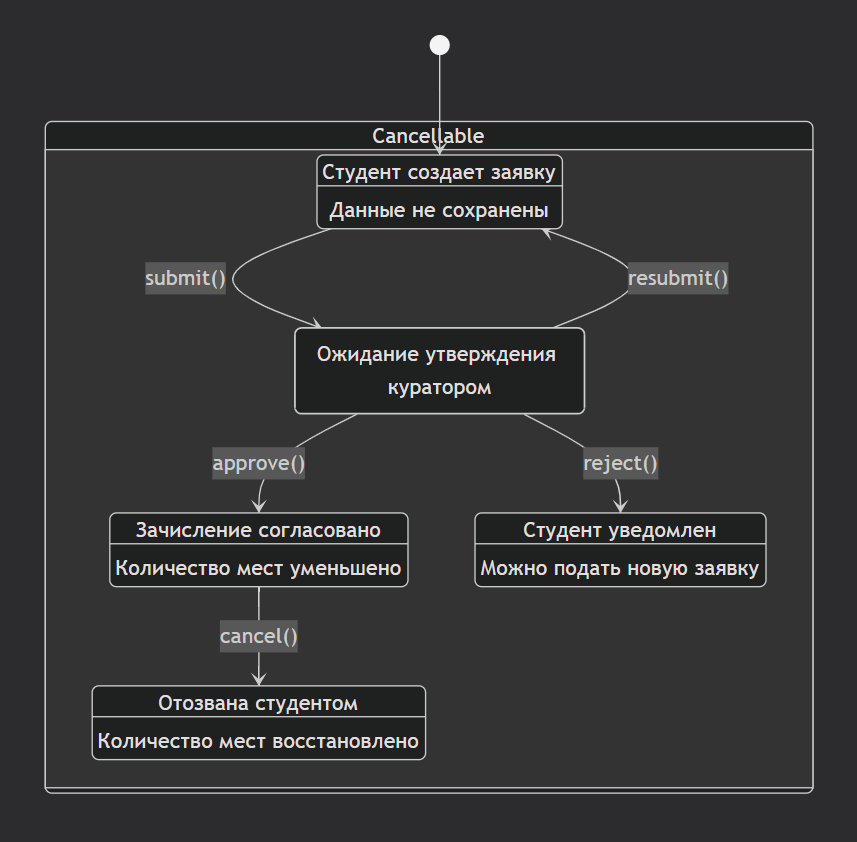 Cancellable
Студент создает заявку
Данные не сохранены
submit()
resubmit()
Ожидание утверждения
куратором
approve()
reject()
Зачисление согласовано
Количество мест уменьшено
Студент уведомлен
Можно подать новую заявку
cancel()
Отозвана студентом
Количество мест восстановлено